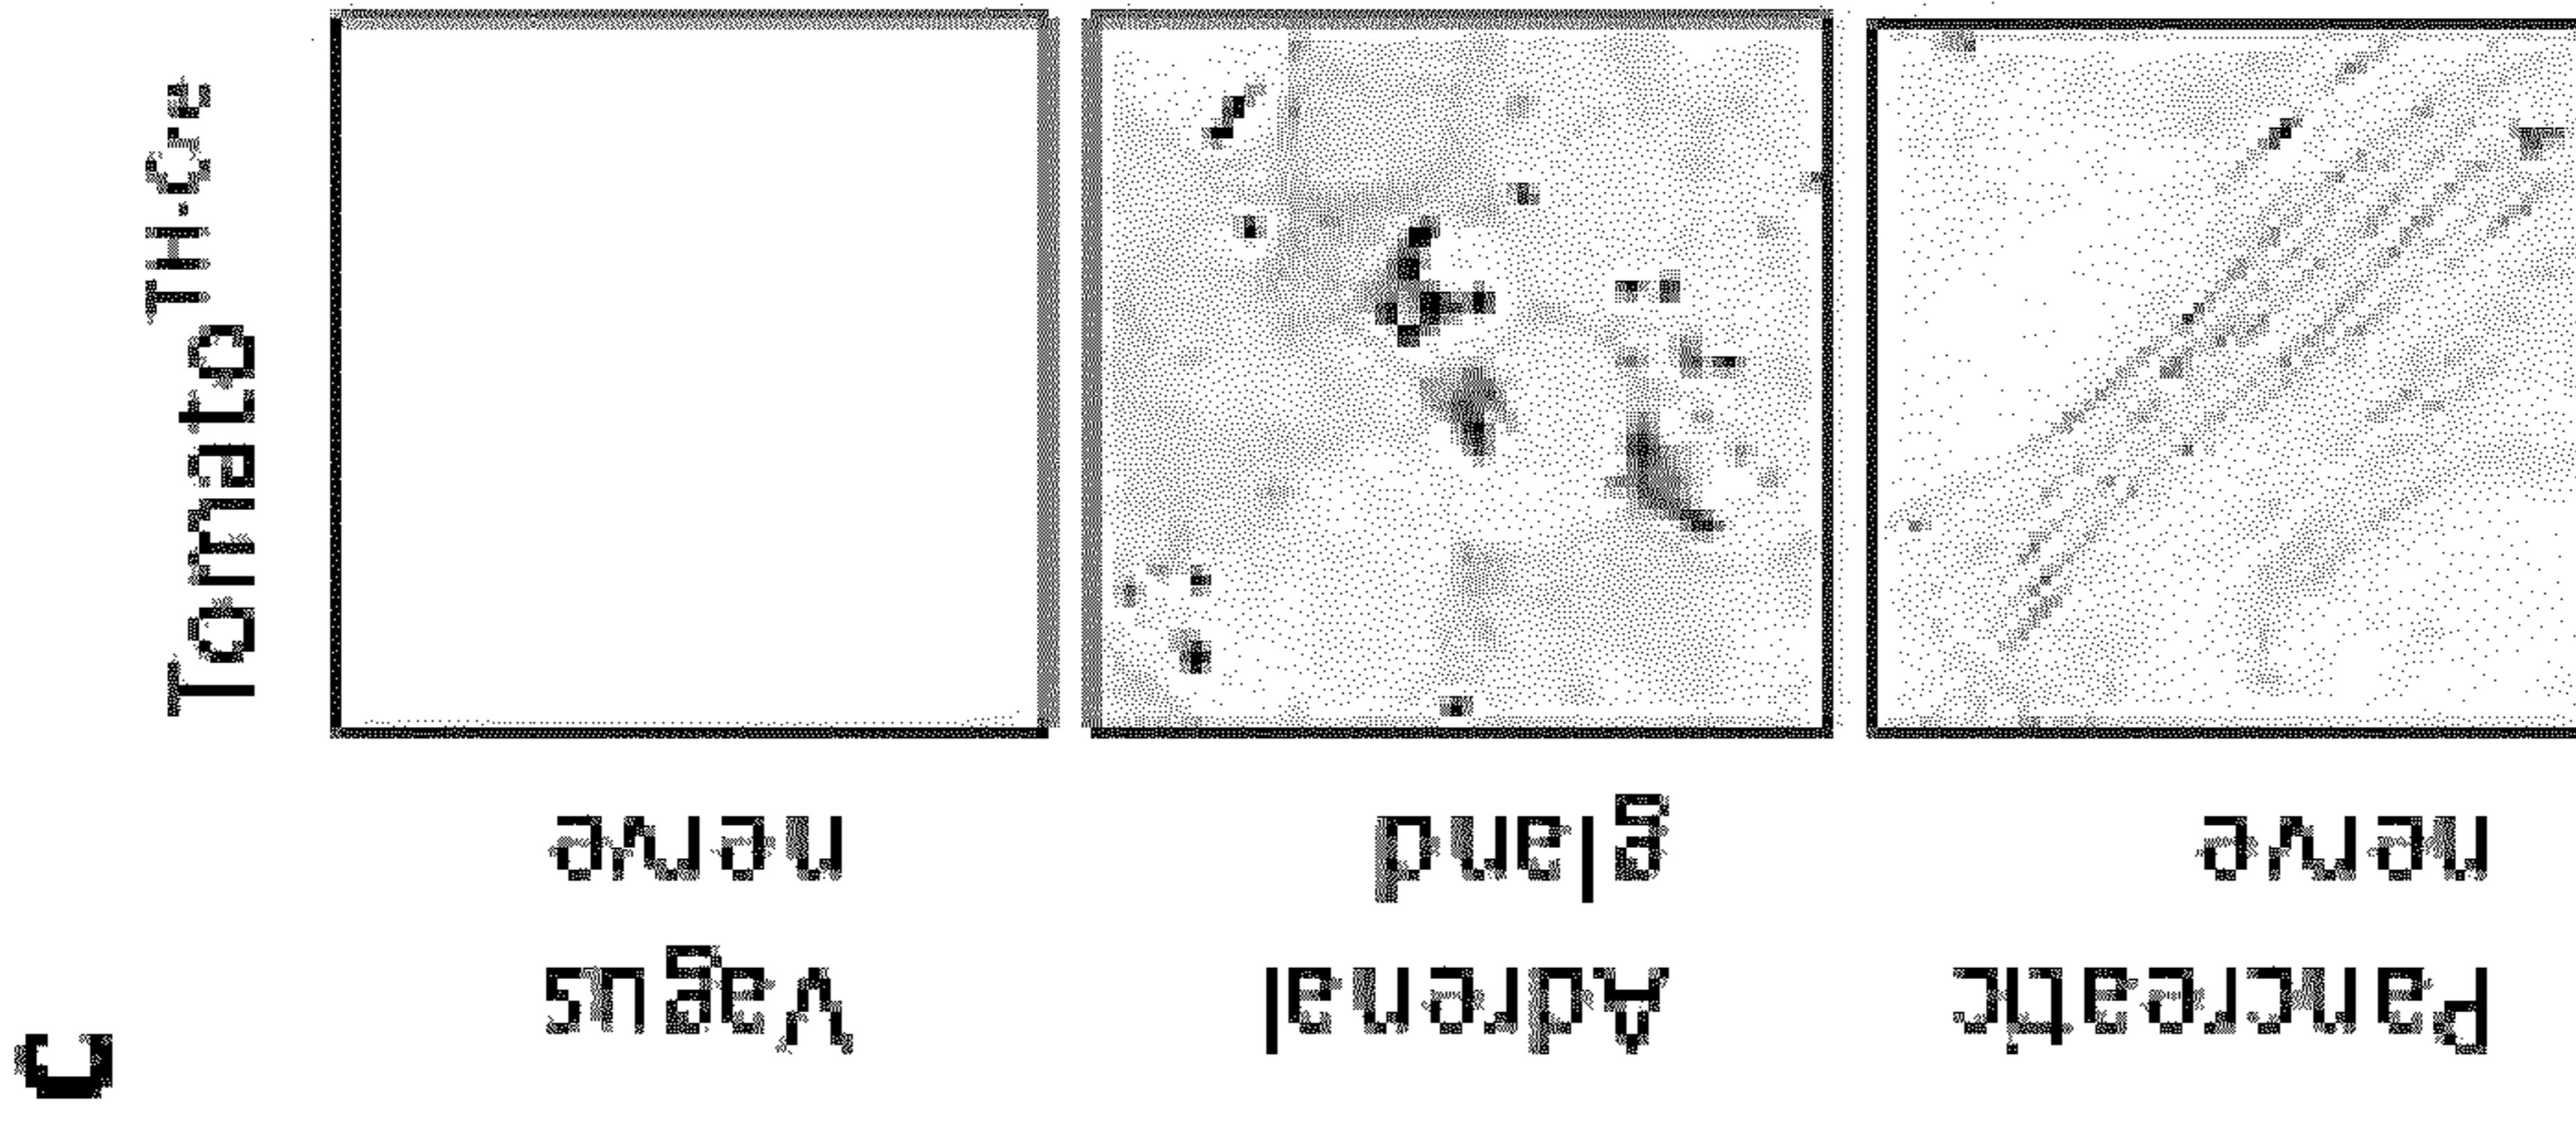 Pancreatic
nerve
Adrenal
gland
Vagus
nerve
Tomato TH-Cre